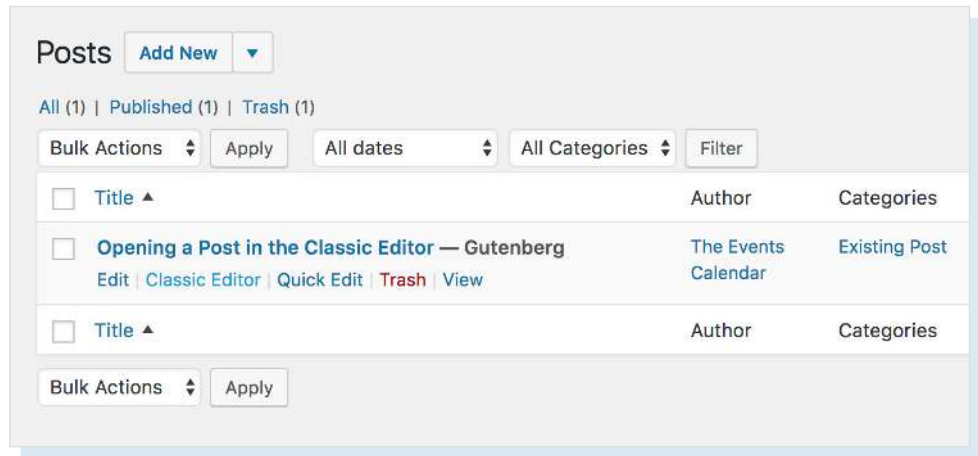 Posts Add New
All (1) | Published (1) | Trash (1)
Bulk Actions Apply All dates All Categories Filter
Title Author Categories
Opening a Post in the Classic Editor — Gutenberg The Events Existing Post
Edit | Classic Editor | Quick Edit | Trash | View Calendar
Title Author Categories
Bulk Actions Apply